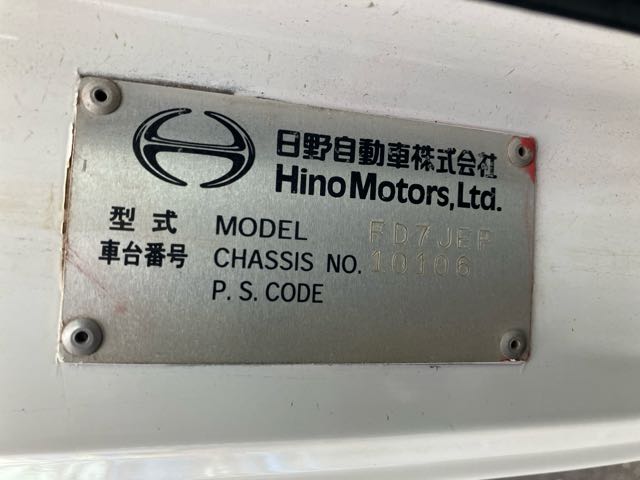 日野自動車株式会社
Hino Motors, Ltd.
型式 MODEL FD7JEP
車台番号 CHASSIS NO. 10106
P. S. CODE